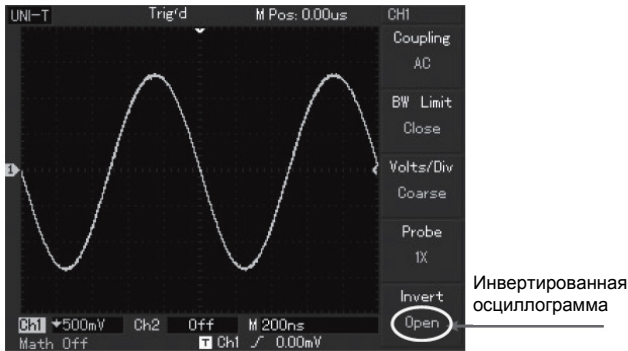 UNI-T Trig'd M Pos: 0.00us CH1
Coupling
AC
BW Limit
Close
Volts/Div
Coarse
Probe
1X
Invert
Open
1
Ch1 500mV Ch2 Off M 200ns
Math Off T Ch1 0.00mV
Инвертированная
осциллограмма